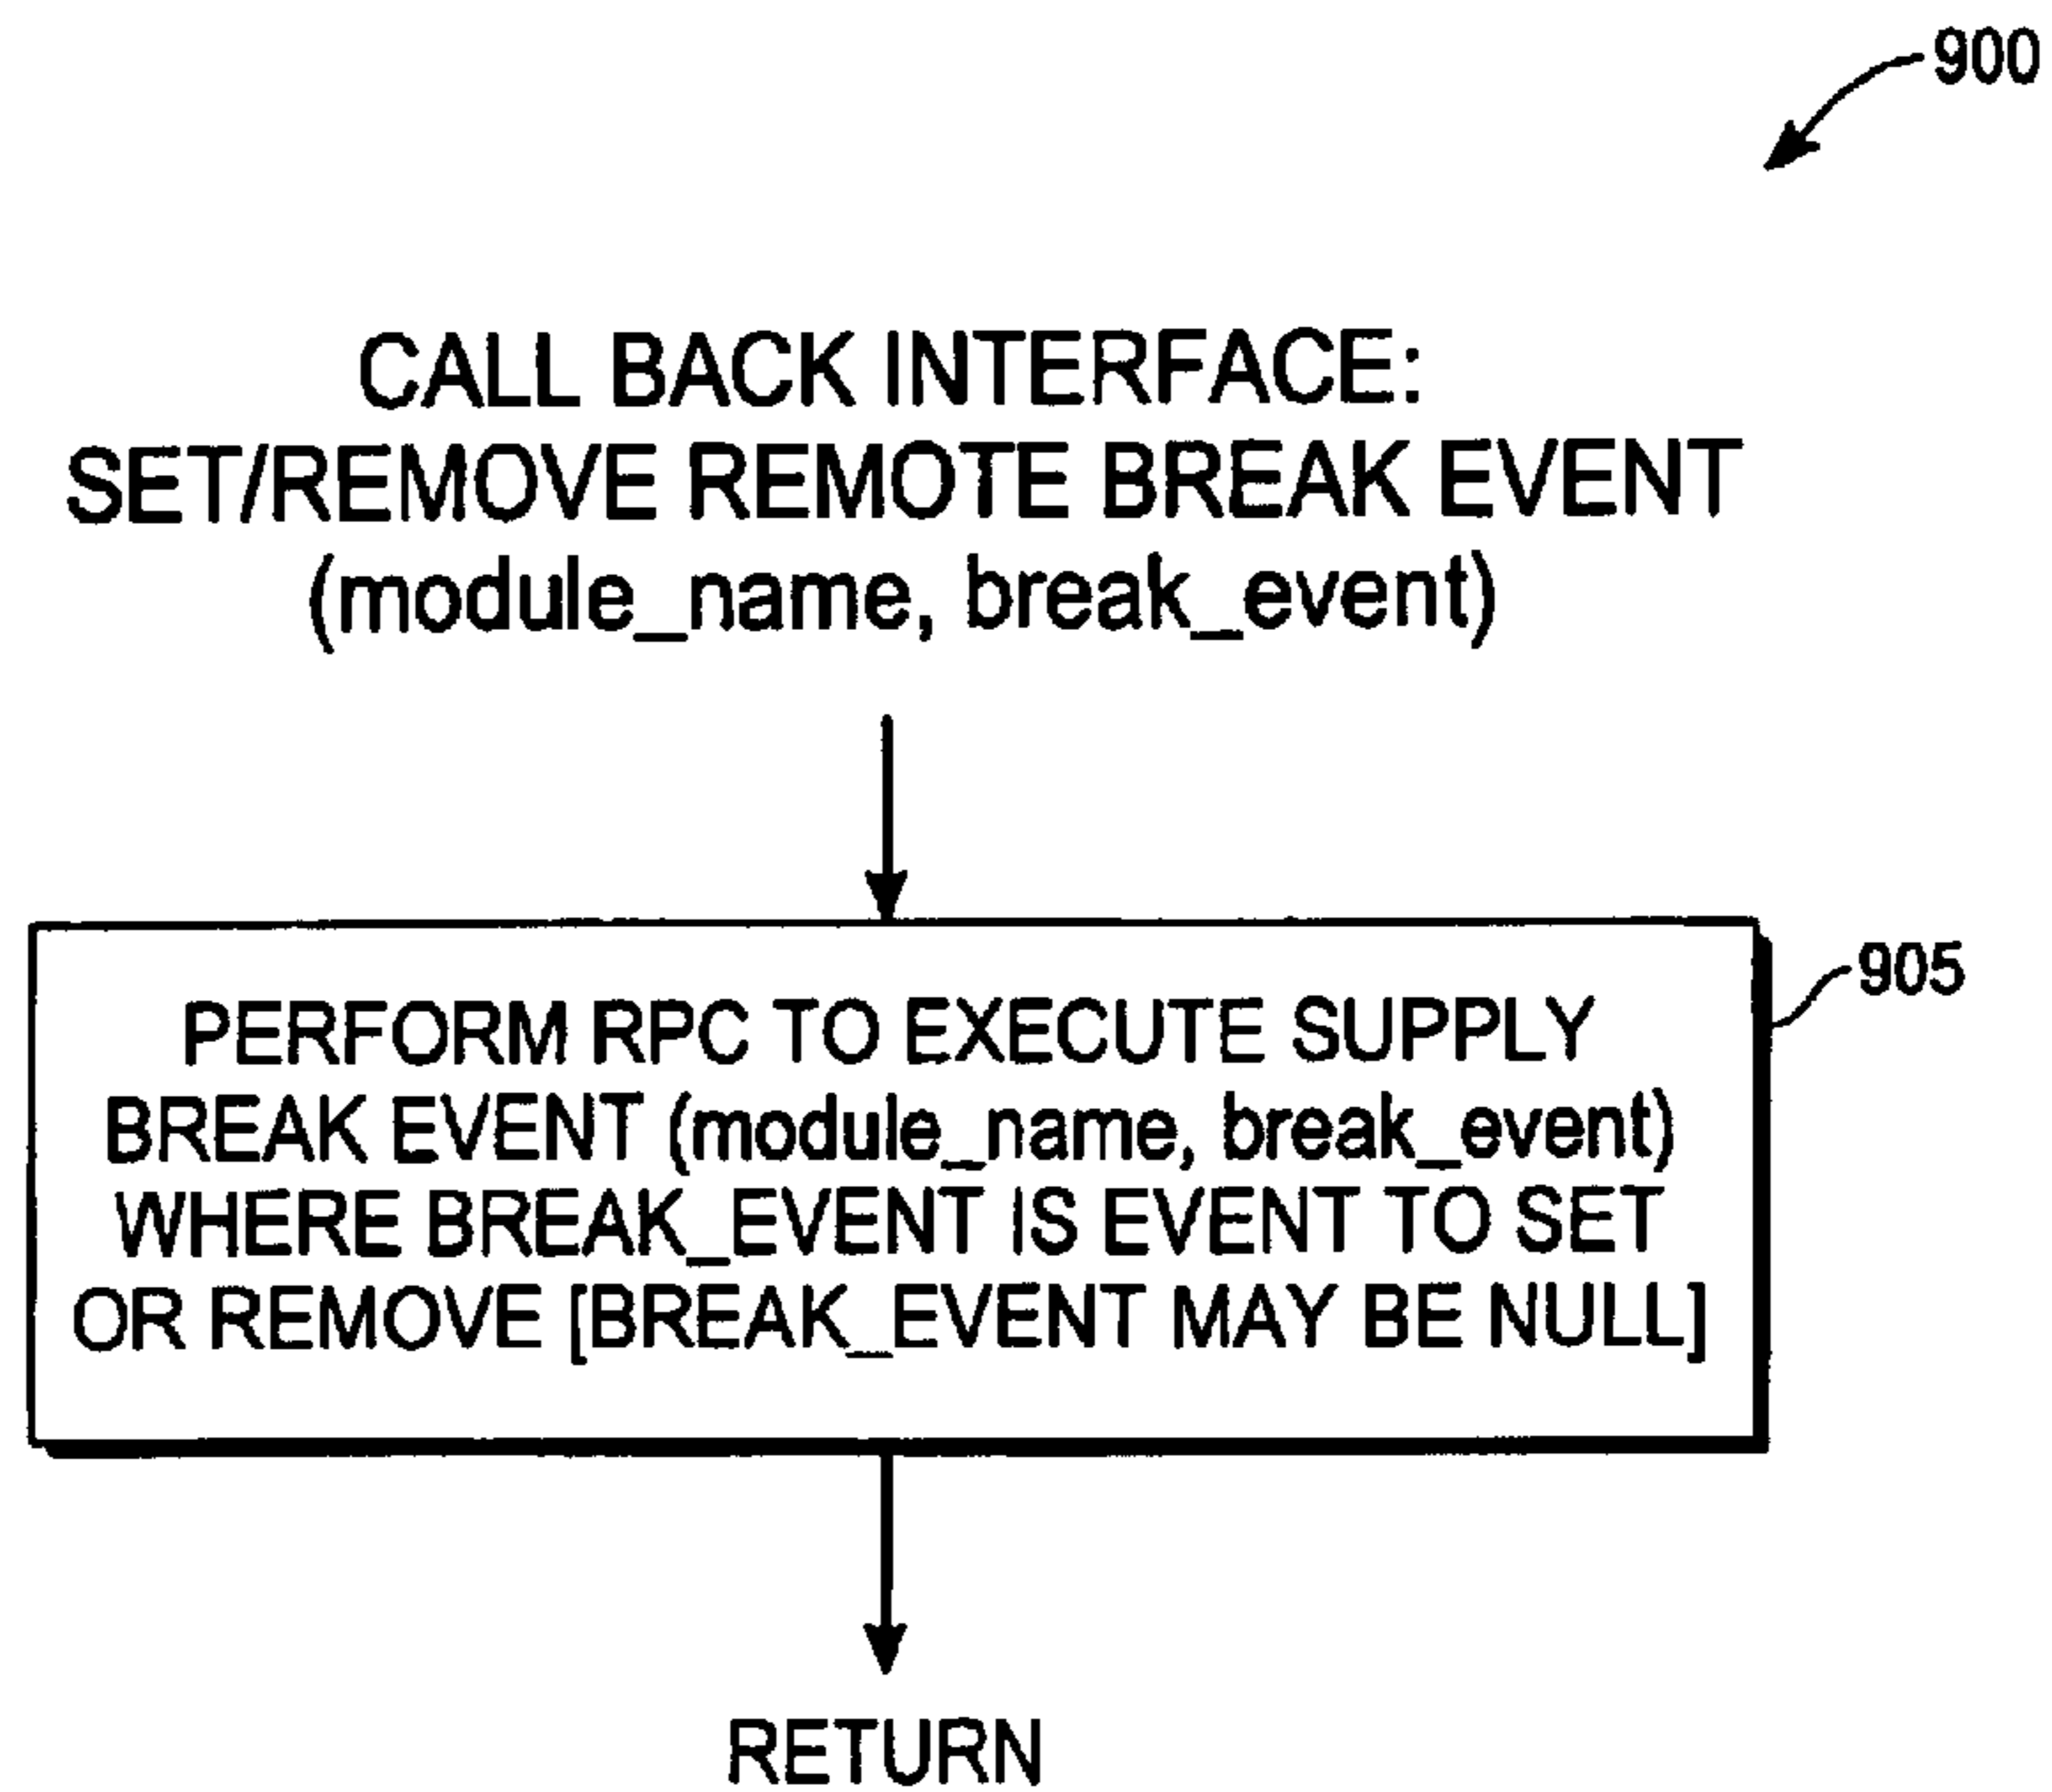 900
CALL BACK INTERFACE:
SET/REMOVE REMOTE BREAK EVENT
(module_name, break_event)
905
PERFORM RPC TO EXECUTE SUPPLY
BREAK EVENT (module_name, break_event)
WHERE BREAK_EVENT IS EVENT TO SET
OR REMOVE [BREAK_EVENT MAY BE NULL]
RETURN